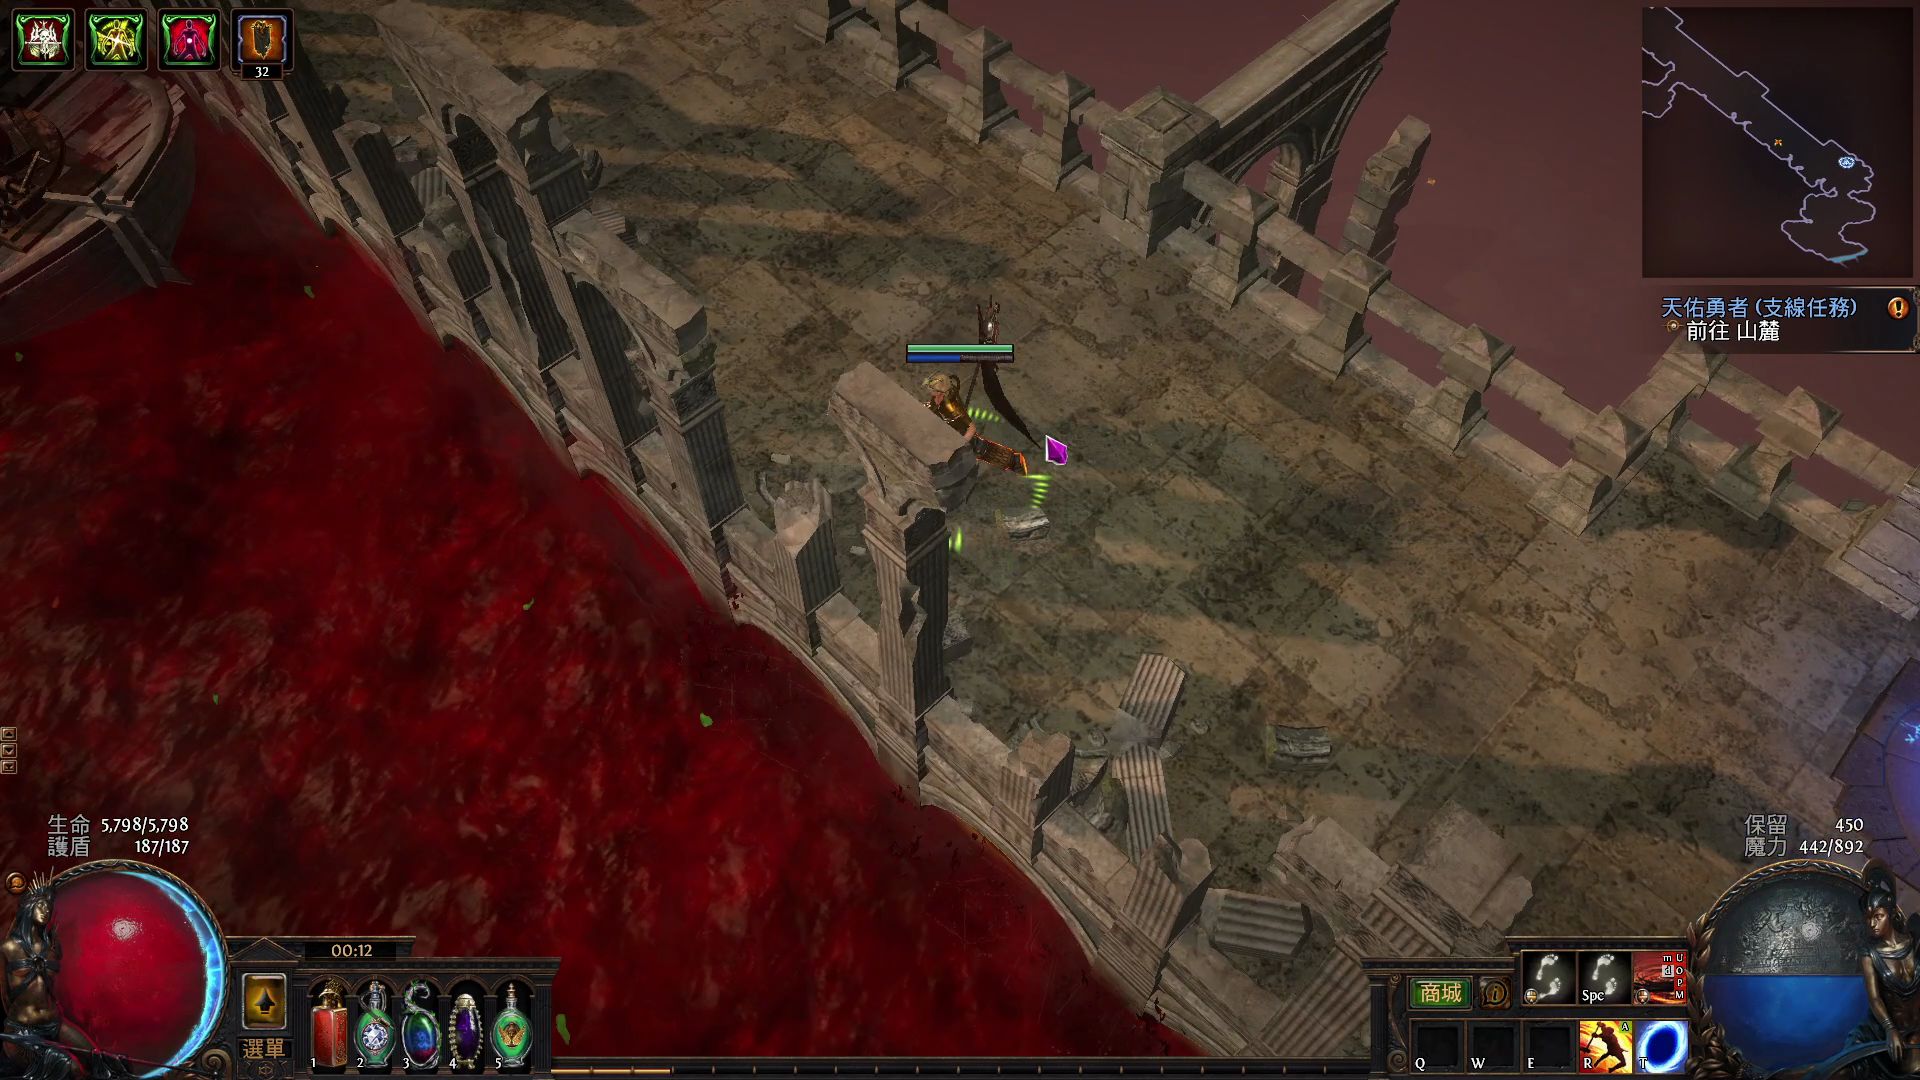 32
天佑勇者 (支線任務)
前往 山麓
生命 5,798/5,798
護盾 187/187
保留 450
魔力 442/892
00:12
選單
1 2 3 4 5
商城
Spc
m U
d O
P
M
Q W E R T
A